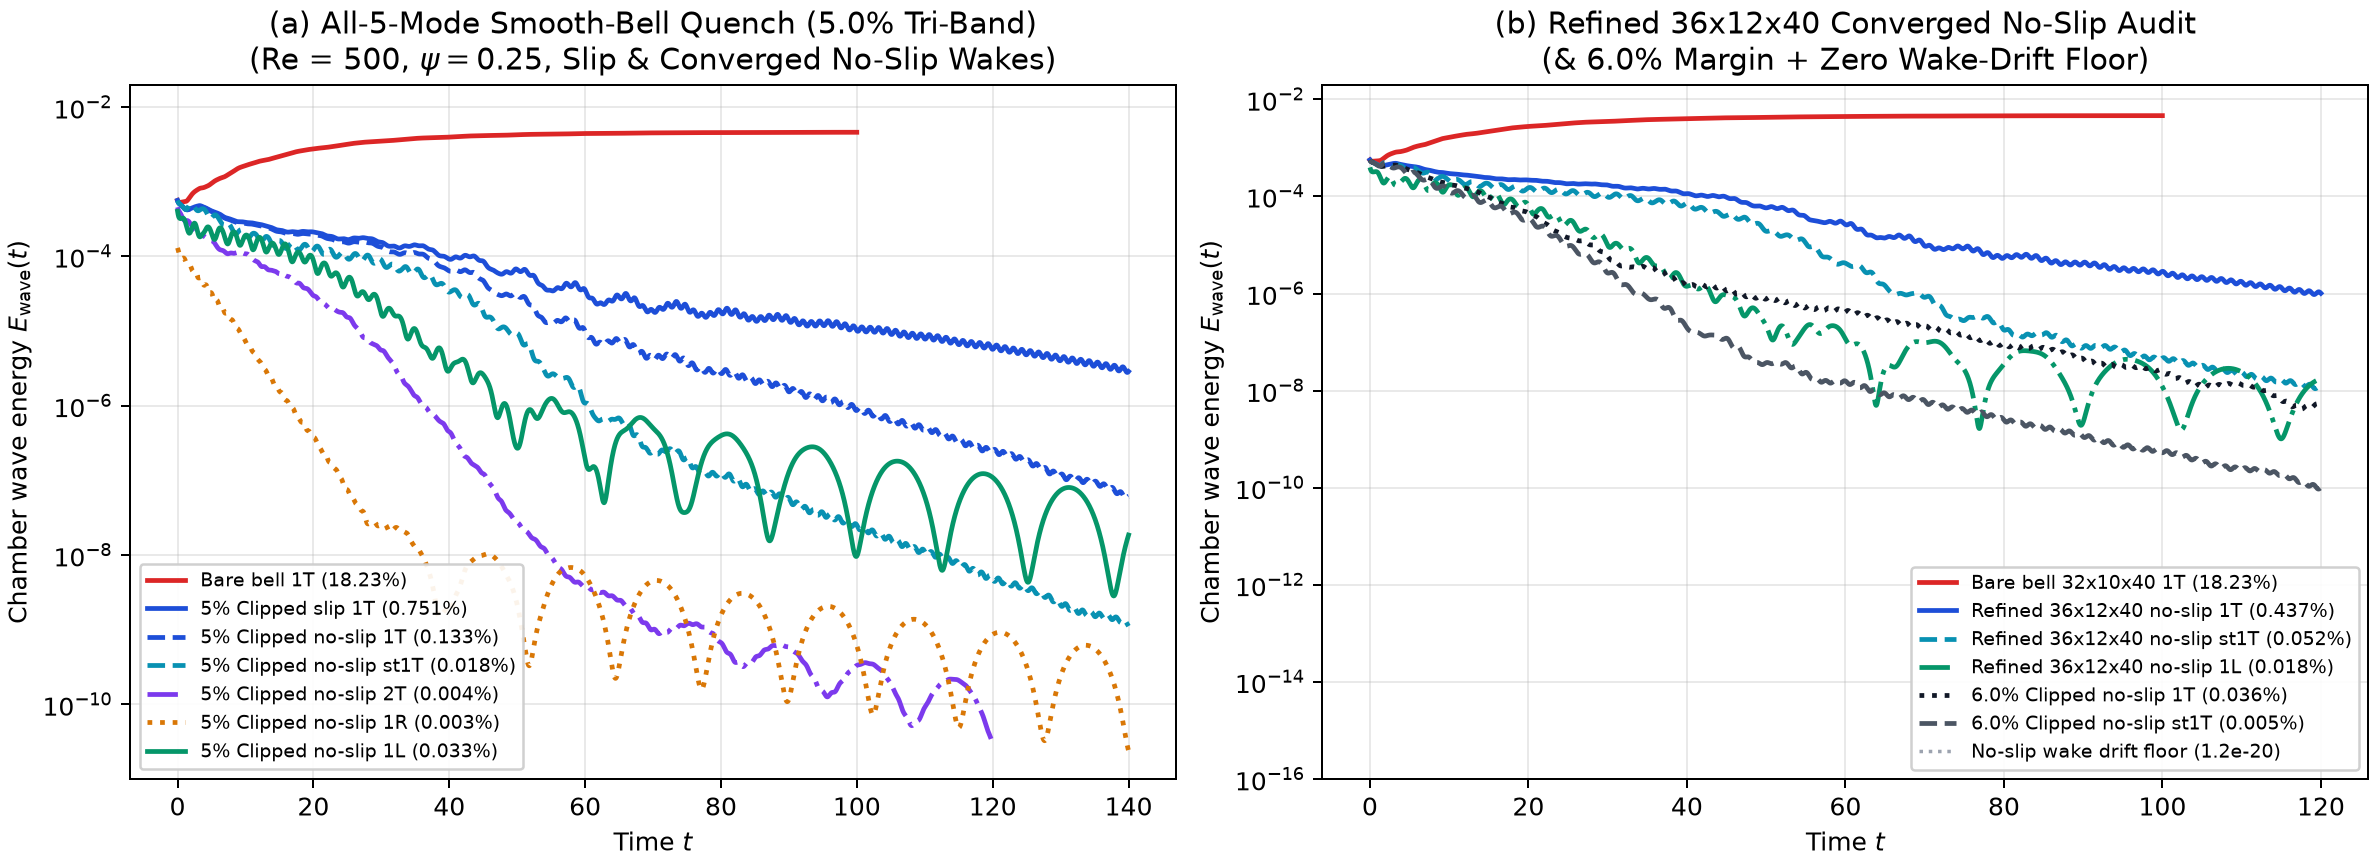 (a) All-5-Mode Smooth-Bell Quench (5.0% Tri-Band)
(Re = 500, ψ = 0.25, Slip & Converged No-Slip Wakes)
Chamber wave energy E_wave(t)
10⁻²
10⁻⁴
10⁻⁶
10⁻⁸
10⁻¹⁰
Bare bell 1T (18.23%)
5% Clipped slip 1T (0.751%)
5% Clipped no-slip 1T (0.133%)
5% Clipped no-slip st1T (0.018%)
5% Clipped no-slip 2T (0.004%)
5% Clipped no-slip 1R (0.003%)
5% Clipped no-slip 1L (0.033%)
0 20 40 60 80 100 120 140
Time t
(b) Refined 36x12x40 Converged No-Slip Audit
(& 6.0% Margin + Zero Wake-Drift Floor)
Chamber wave energy E_wave(t)
10⁻²
10⁻⁴
10⁻⁶
10⁻⁸
10⁻¹⁰
10⁻¹²
10⁻¹⁴
10⁻¹⁶
Bare bell 32x10x40 1T (18.23%)
Refined 36x12x40 no-slip 1T (0.437%)
Refined 36x12x40 no-slip st1T (0.052%)
Refined 36x12x40 no-slip 1L (0.018%)
6.0% Clipped no-slip 1T (0.036%)
6.0% Clipped no-slip st1T (0.005%)
No-slip wake drift floor (1.2e-20)
0 20 40 60 80 100 120
Time t